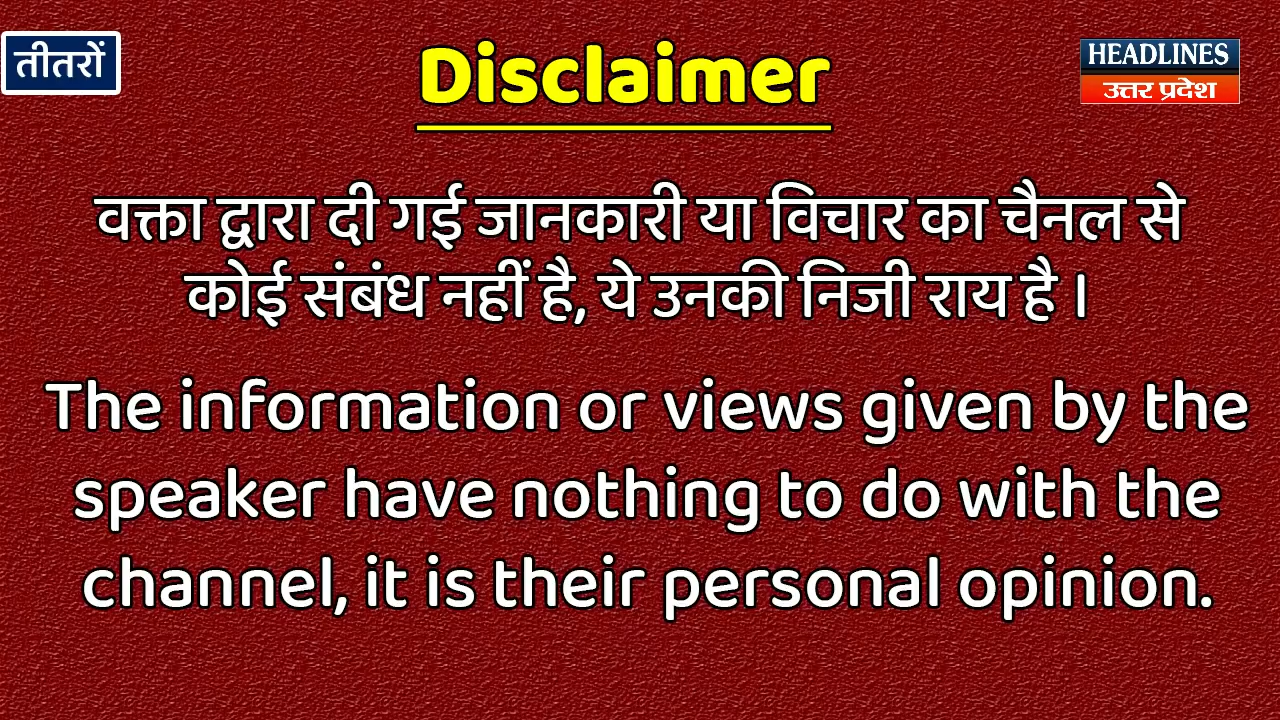 तीतरों
Disclaimer
HEADLINES
उत्तर प्रदेश
वक्ता द्वारा दी गई जानकारी या विचार का चैनल से
कोई संबंध नहीं है, ये उनकी निजी राय है ।
The information or views given by the
speaker have nothing to do with the
channel, it is their personal opinion.